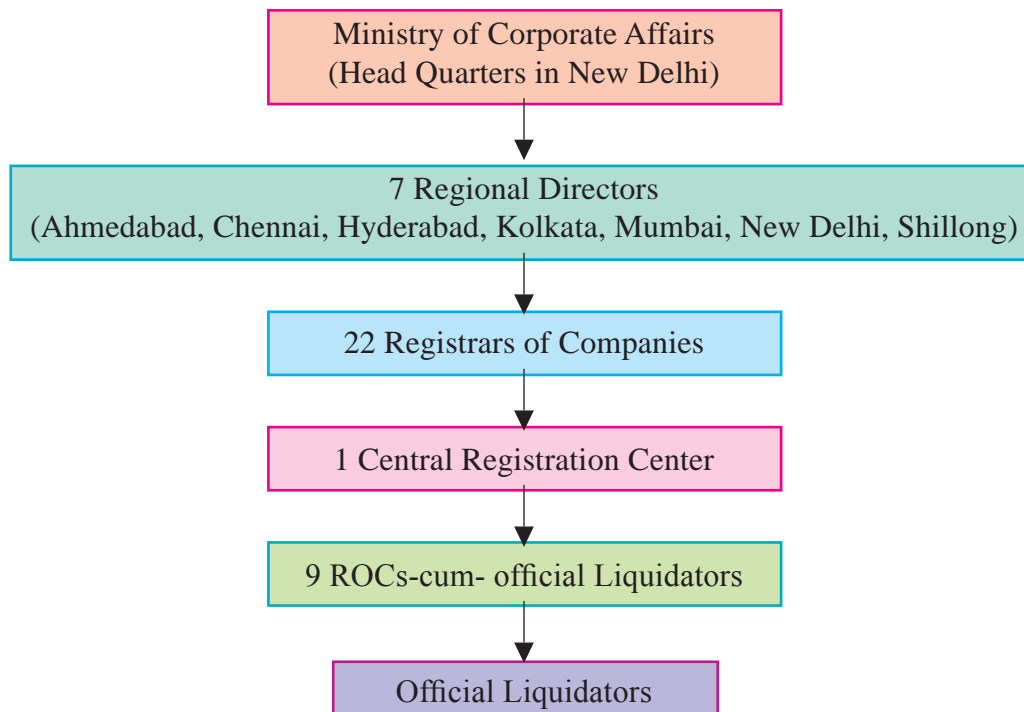 Ministry of Corporate Affairs
(Head Quarters in New Delhi)
7 Regional Directors
(Ahmedabad, Chennai, Hyderabad, Kolkata, Mumbai, New Delhi, Shillong)
22 Registrars of Companies
1 Central Registration Center
9 ROCs-cum- official Liquidators
Official Liquidators